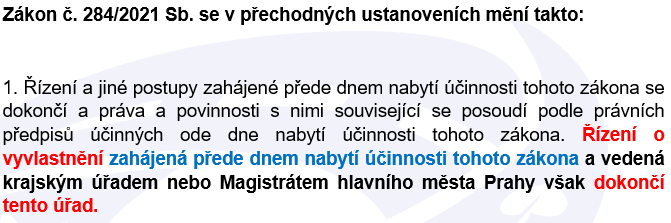 Zákon č. 284/2021 Sb. se v přechodných ustanoveních mění takto:
1. Řízení a jiné postupy zahájené přede dnem nabytí účinnosti tohoto zákona se
dokončí a práva a povinnosti s nimi související se posoudí podle právních
předpisů účinných ode dne nabytí účinnosti tohoto zákona. Řízení o
vyvlastnění zahájená přede dnem nabytí účinnosti tohoto zákona a vedená
krajským úřadem nebo Magistrátem hlavního města Prahy však dokončí
tento úřad.